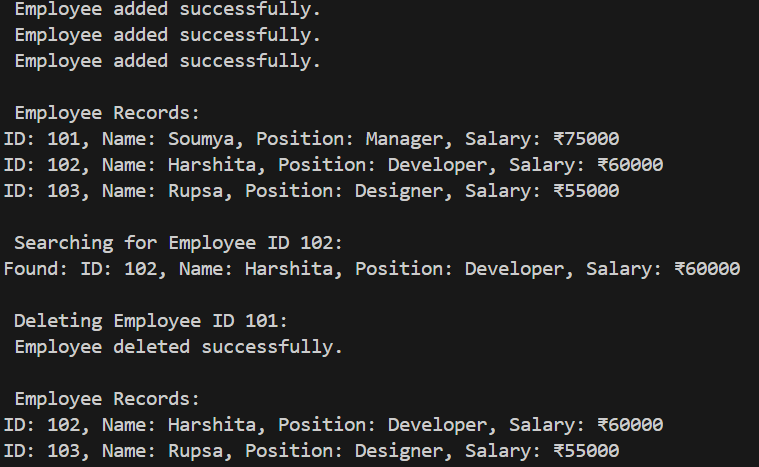 Employee added successfully.
Employee added successfully.
Employee added successfully.
Employee Records:
ID: 101, Name: Soumya, Position: Manager, Salary: ₹75000
ID: 102, Name: Harshita, Position: Developer, Salary: ₹60000
ID: 103, Name: Rupsa, Position: Designer, Salary: ₹55000
Searching for Employee ID 102:
Found: ID: 102, Name: Harshita, Position: Developer, Salary: ₹60000
Deleting Employee ID 101:
Employee deleted successfully.
Employee Records:
ID: 102, Name: Harshita, Position: Developer, Salary: ₹60000
ID: 103, Name: Rupsa, Position: Designer, Salary: ₹55000